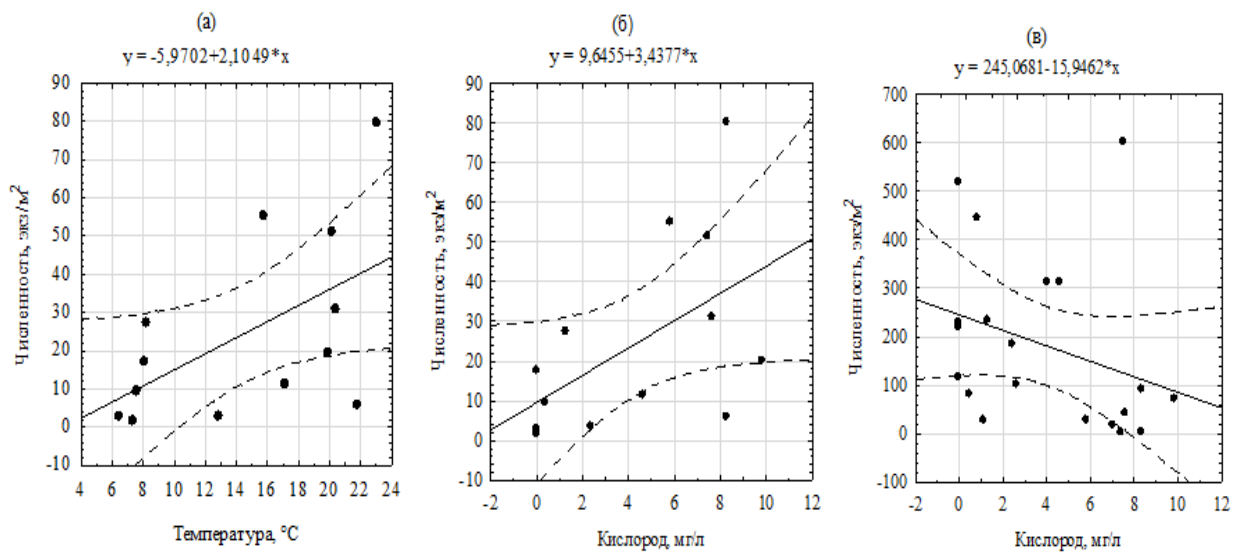 (а)
y = -5,9702+2,1049*x
90
80
70
60
50
40
30
20
10
0
-10
4 6 8 10 12 14 16 18 20 22 24
Численность, экз/м²
Температура, °С
(б)
y = 9,6455+3,4377*x
90
80
70
60
50
40
30
20
10
0
-10
-2 0 2 4 6 8 10 12
Численность, экз/м²
Кислород, мг/л
(в)
y = 245,0681-15,9462*x
700
600
500
400
300
200
100
0
-100
-2 0 2 4 6 8 10 12
Численность, экз/м²
Кислород, мг/л